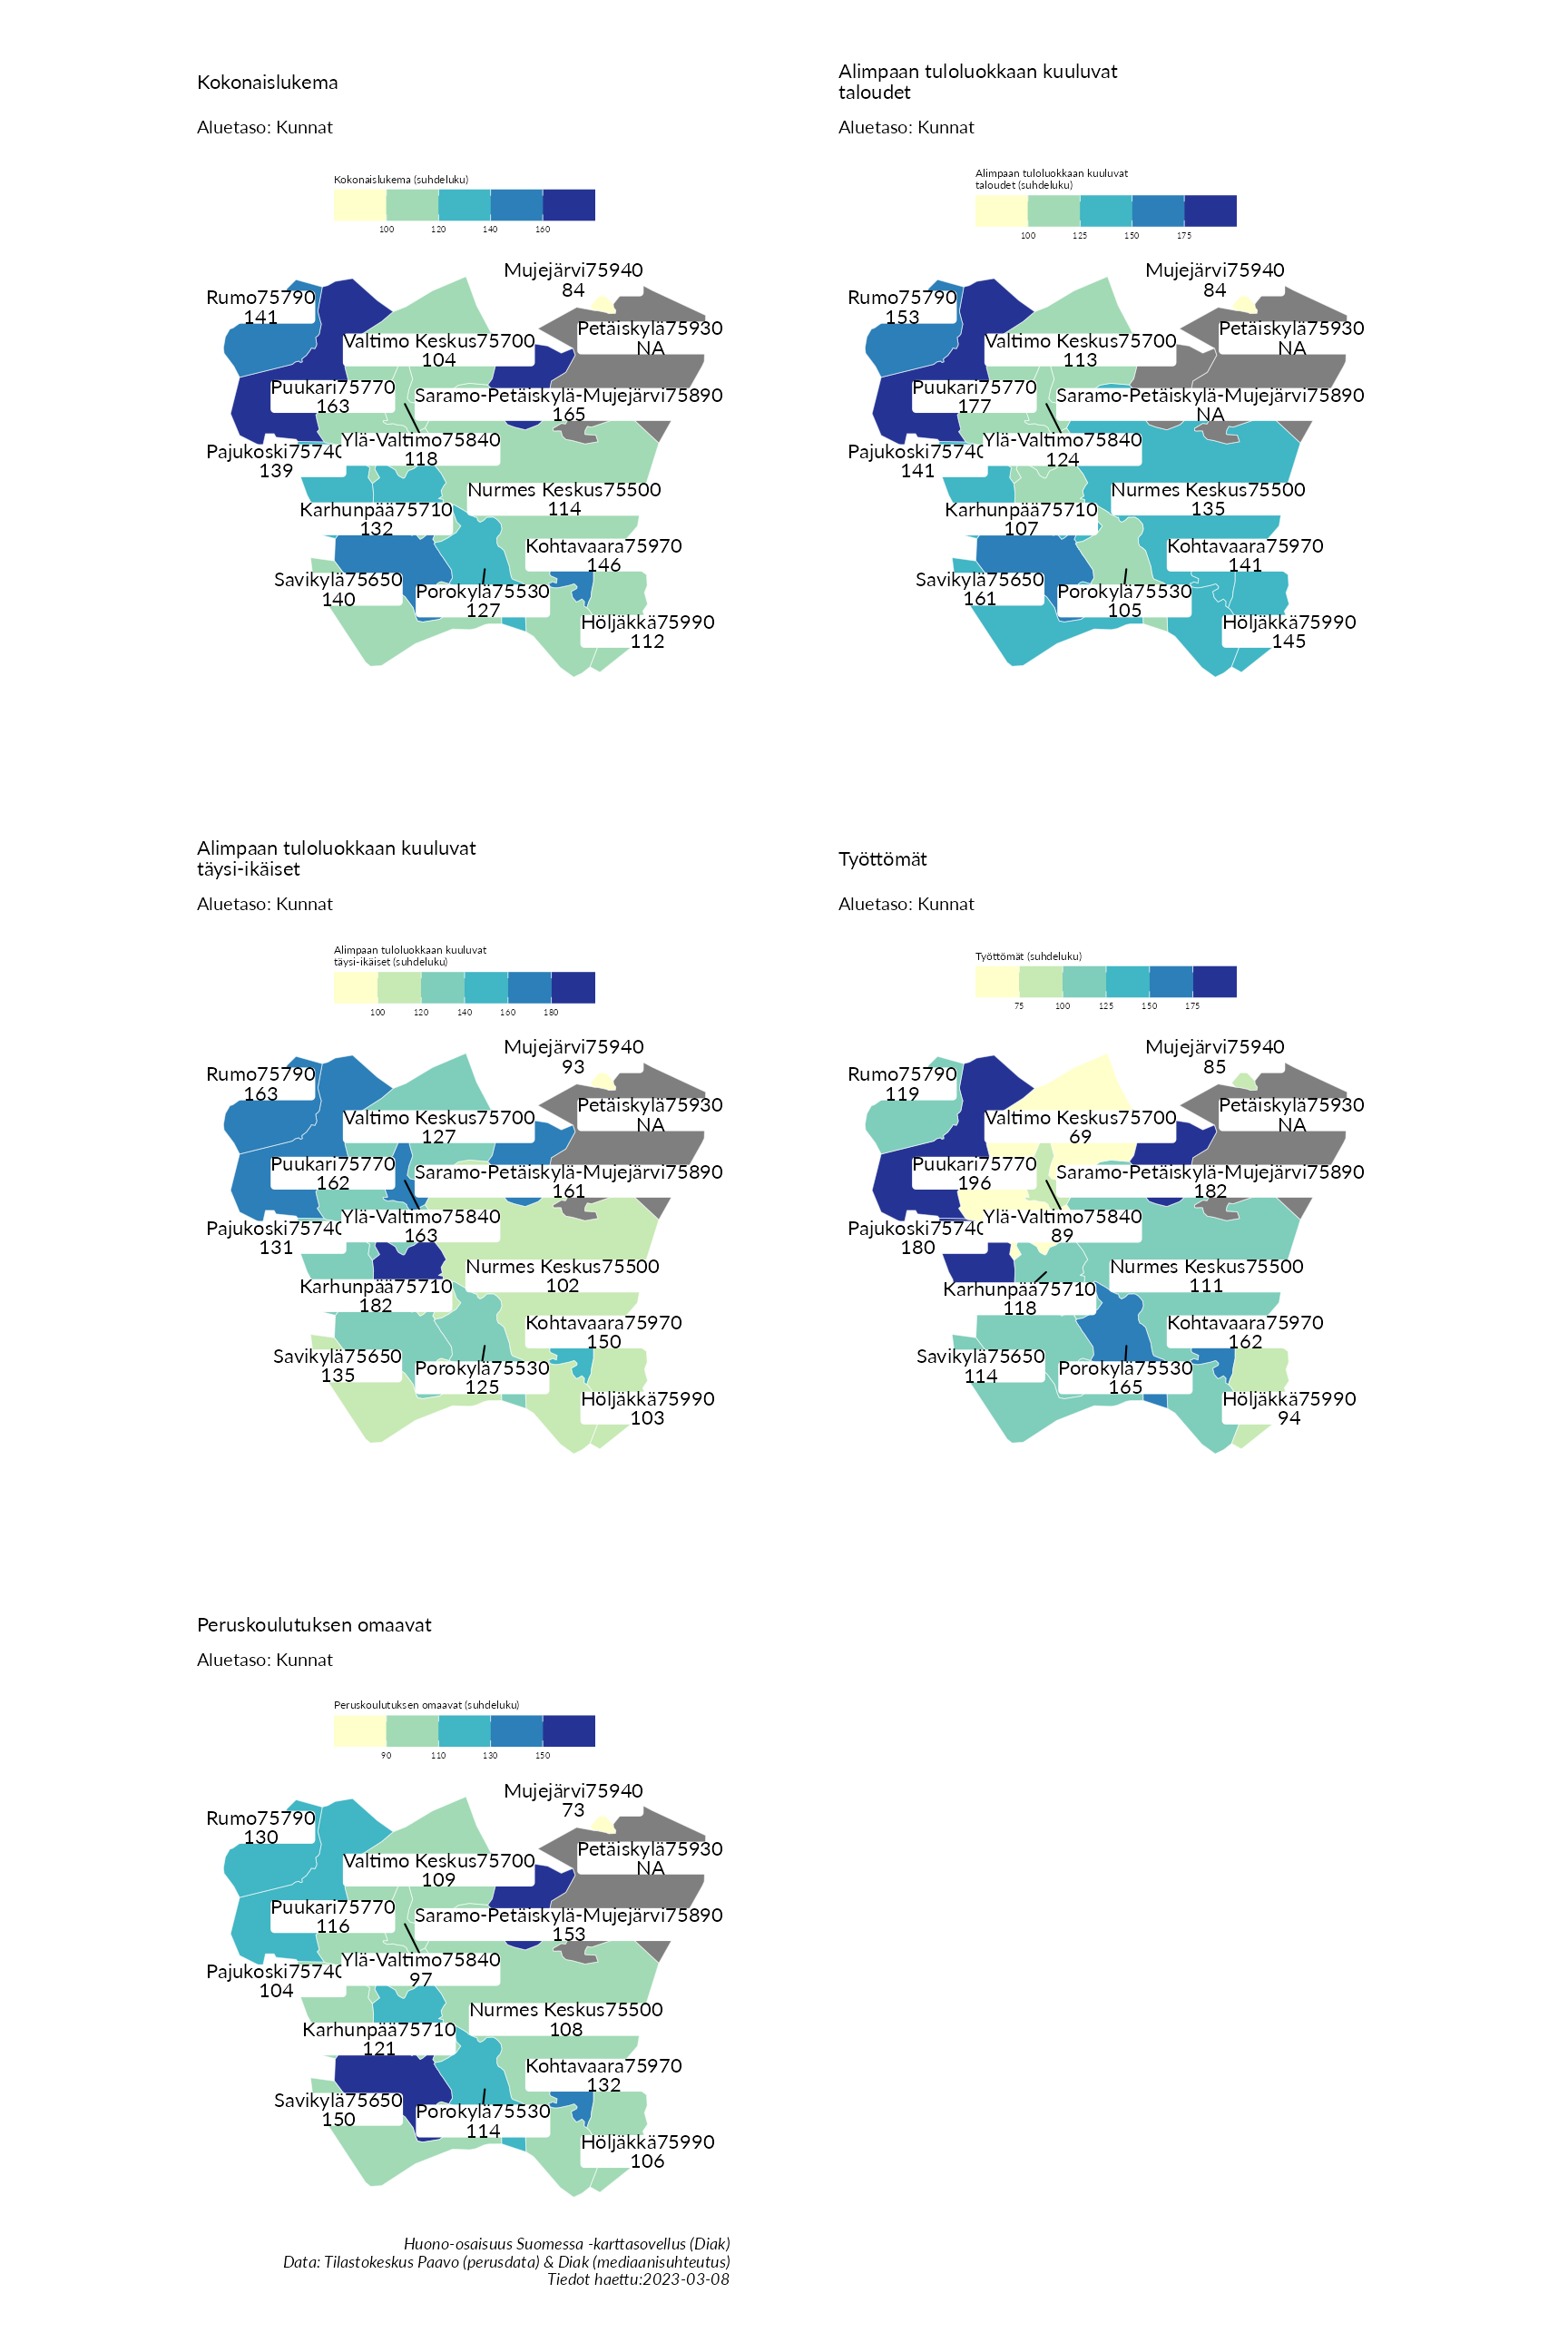 Kokonaislukema
Aluetaso: Kunnat
Kokonaislukema (suhdeluku)
100 120 140 160
Mujejärvi75940
84
Rumo75790
141
Petäiskylä75930
NA
Valtimo Keskus75700
104
Puukari75770
163
Saramo-Petäiskylä-Mujejärvi75890
165
Ylä-Valtimo75840
118
Pajukoski75740
139
Nurmes Keskus75500
114
Karhunpää75710
132
Kohtavaara75970
146
Savikylä75650
140
Porokylä75530
127
Höljäkkä75990
112
Alimpaan tuloluokkaan kuuluvat
taloudet
Aluetaso: Kunnat
Alimpaan tuloluokkaan kuuluvat
taloudet (suhdeluku)
100 125 150 175
Mujejärvi75940
84
Rumo75790
153
Petäiskylä75930
NA
Valtimo Keskus75700
113
Puukari75770
177
Saramo-Petäiskylä-Mujejärvi75890
NA
Ylä-Valtimo75840
124
Pajukoski75740
141
Nurmes Keskus75500
135
Karhunpää75710
107
Kohtavaara75970
141
Savikylä75650
161
Porokylä75530
105
Höljäkkä75990
145
Alimpaan tuloluokkaan kuuluvat
täysi-ikäiset
Aluetaso: Kunnat
Alimpaan tuloluokkaan kuuluvat
täysi-ikäiset (suhdeluku)
100 120 140 160 180
Mujejärvi75940
93
Rumo75790
163
Petäiskylä75930
NA
Valtimo Keskus75700
127
Puukari75770
162
Saramo-Petäiskylä-Mujejärvi75890
161
Ylä-Valtimo75840
163
Pajukoski75740
131
Nurmes Keskus75500
102
Karhunpää75710
182
Kohtavaara75970
150
Savikylä75650
135
Porokylä75530
125
Höljäkkä75990
103
Työttömät
Aluetaso: Kunnat
Työttömät (suhdeluku)
75 100 125 150 175
Mujejärvi75940
85
Rumo75790
119
Petäiskylä75930
NA
Valtimo Keskus75700
69
Puukari75770
196
Saramo-Petäiskylä-Mujejärvi75890
182
Ylä-Valtimo75840
89
Pajukoski75740
180
Nurmes Keskus75500
111
Karhunpää75710
118
Kohtavaara75970
162
Savikylä75650
114
Porokylä75530
165
Höljäkkä75990
94
Peruskoulutuksen omaavat
Aluetaso: Kunnat
Peruskoulutuksen omaavat (suhdeluku)
90 110 130 150
Mujejärvi75940
73
Rumo75790
130
Petäiskylä75930
NA
Valtimo Keskus75700
109
Puukari75770
116
Saramo-Petäiskylä-Mujejärvi75890
153
Ylä-Valtimo75840
97
Pajukoski75740
104
Nurmes Keskus75500
108
Karhunpää75710
121
Kohtavaara75970
132
Savikylä75650
150
Porokylä75530
114
Höljäkkä75990
106
Huono-osaisuus Suomessa -karttasovellus (Diak)
Data: Tilastokeskus Paavo (perusdata) & Diak (mediaanisuhteutus)
Tiedot haettu:2023-03-08